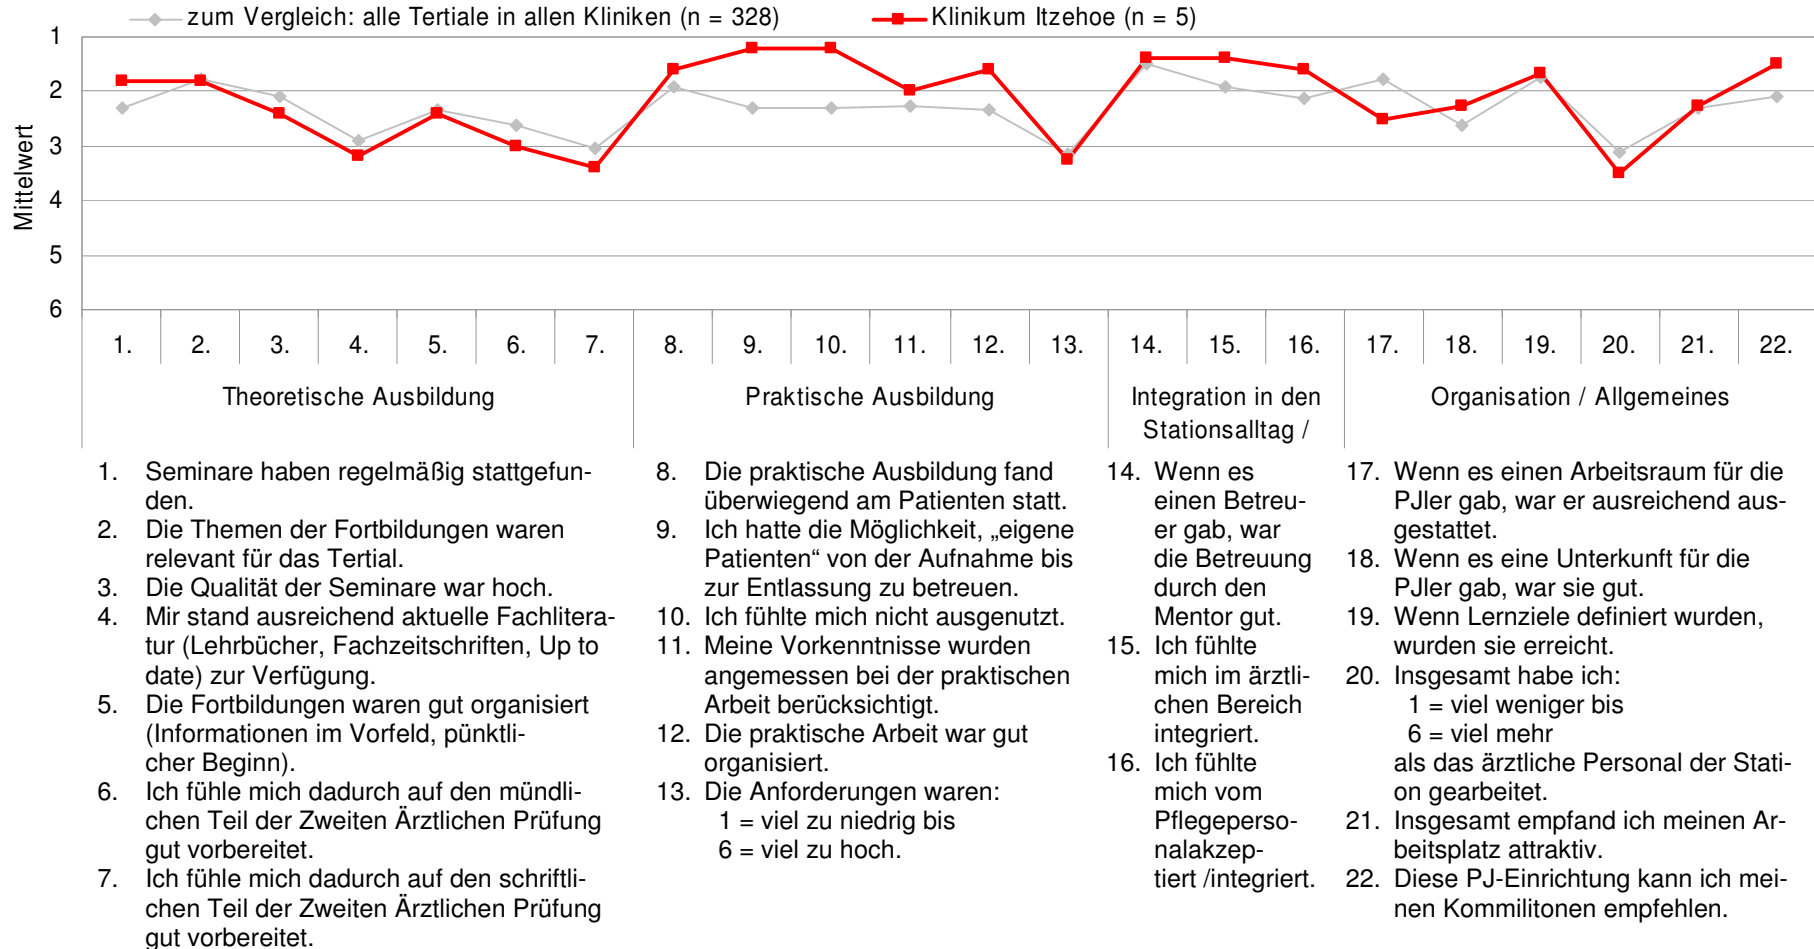 zum Vergleich: alle Tertiale in allen Kliniken (n = 328)
Klinikum Itzehoe (n = 5)
Mittelwert
1
2
3
4
5
6
1. 2. 3. 4. 5. 6. 7. 8. 9. 10. 11. 12. 13. 14. 15. 16. 17. 18. 19. 20. 21. 22.
Theoretische Ausbildung
Praktische Ausbildung
Integration in den
Stationsalltag /
Organisation / Allgemeines
1. Seminare haben regelmäßig stattgefun-
den.
2. Die Themen der Fortbildungen waren
relevant für das Tertial.
3. Die Qualität der Seminare war hoch.
4. Mir stand ausreichend aktuelle Fachlitera-
tur (Lehrbücher, Fachzeitschriften, Up to
date) zur Verfügung.
5. Die Fortbildungen waren gut organisiert
(Informationen im Vorfeld, pünktli-
cher Beginn).
6. Ich fühle mich dadurch auf den mündli-
chen Teil der Zweiten Ärztlichen Prüfung
gut vorbereitet.
7. Ich fühle mich dadurch auf den schriftli-
chen Teil der Zweiten Ärztlichen Prüfung
gut vorbereitet.
8. Die praktische Ausbildung fand
überwiegend am Patienten statt.
9. Ich hatte die Möglichkeit, „eigene
Patienten“ von der Aufnahme bis
zur Entlassung zu betreuen.
10. Ich fühlte mich nicht ausgenutzt.
11. Meine Vorkenntnisse wurden
angemessen bei der praktischen
Arbeit berücksichtigt.
12. Die praktische Arbeit war gut
organisiert.
13. Die Anforderungen waren:
1 = viel zu niedrig bis
6 = viel zu hoch.
14. Wenn es
einen Betreu-
er gab, war
die Betreuung
durch den
Mentor gut.
15. Ich fühlte
mich im ärztli-
chen Bereich
integriert.
16. Ich fühlte
mich vom
Pflegeperso-
nalakzep-
tiert /integriert.
17. Wenn es einen Arbeitsraum für die
PJler gab, war er ausreichend aus-
gestattet.
18. Wenn es eine Unterkunft für die
PJler gab, war sie gut.
19. Wenn Lernziele definiert wurden,
wurden sie erreicht.
20. Insgesamt habe ich:
1 = viel weniger bis
6 = viel mehr
als das ärztliche Personal der Stati-
on gearbeitet.
21. Insgesamt empfand ich meinen Ar-
beitsplatz attraktiv.
22. Diese PJ-Einrichtung kann ich mei-
nen Kommilitonen empfehlen.